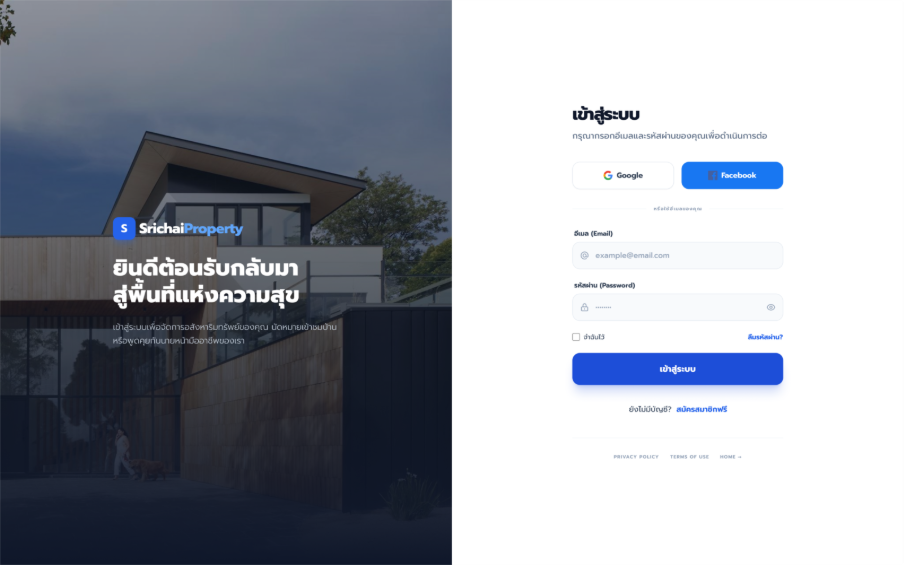 S SrichaiProperty
ยินดีต้อนรับกลับมา
สู่พื้นที่แห่งความสุข
เข้าสู่ระบบเพื่อจัดการอสังหาริมทรัพย์ของคุณ นัดหมายเข้าชมบ้าน
หรือพูดคุยกับนายหน้ามืออาชีพของเรา
เข้าสู่ระบบ
กรุณากรอกอีเมลและรหัสผ่านของคุณเพื่อดำเนินการต่อ
Google
Facebook
หรือใช้อีเมลของคุณ
อีเมล (Email)
example@email.com
รหัสผ่าน (Password)
จำฉันไว้
ลืมรหัสผ่าน?
เข้าสู่ระบบ
ยังไม่มีบัญชี? สมัครสมาชิกฟรี
PRIVACY POLICY TERMS OF USE HOME →